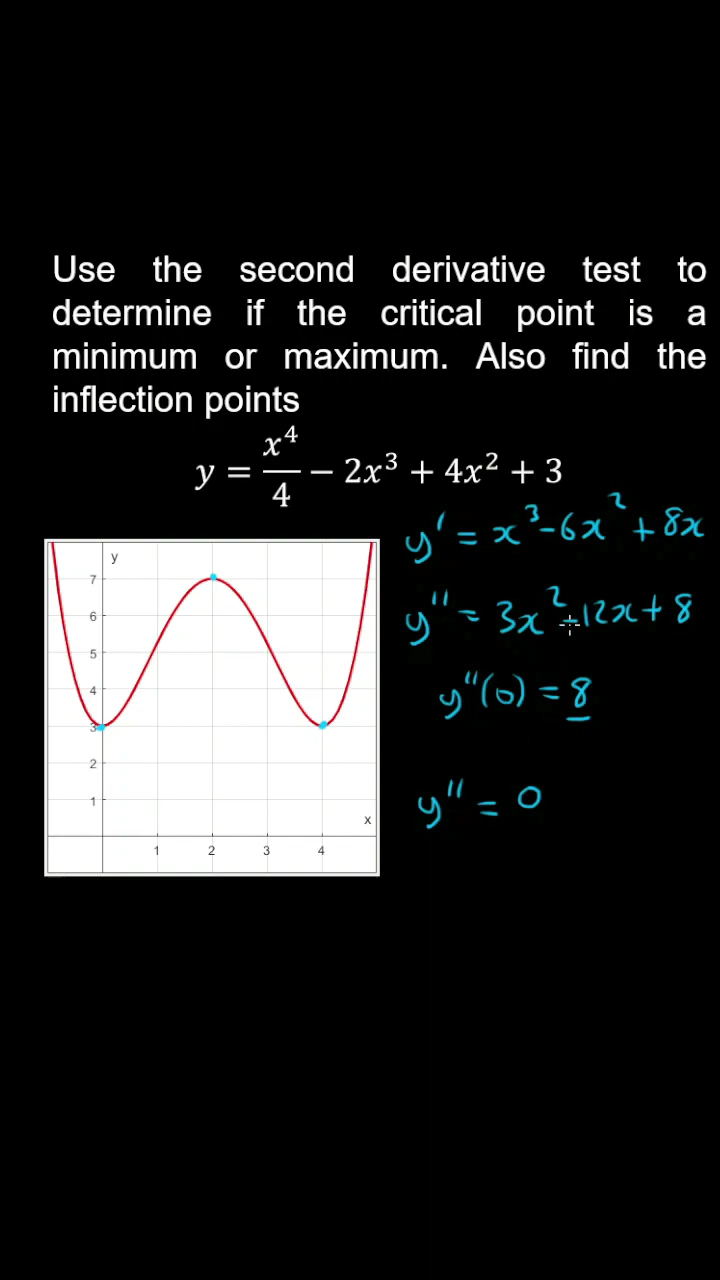 Use the second derivative test to
determine if the critical point is a
minimum or maximum. Also find the
inflection points
y = x⁴/4 − 2x³ + 4x² + 3
y' = x³ − 6x² + 8x
y'' = 3x² − 12x + 8
y''(0) = 8
y'' = 0
y
7
6
5
4
3
2
1
x
1 2 3 4